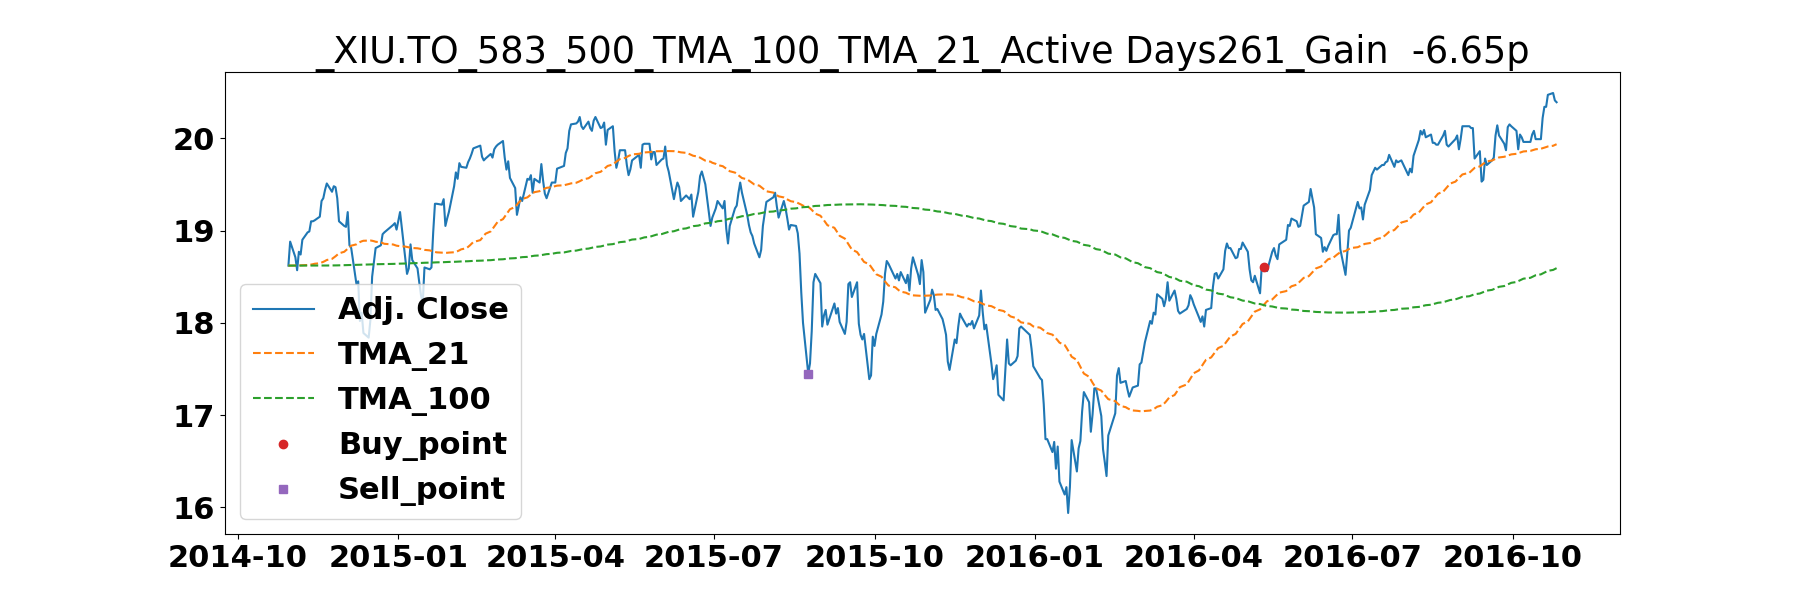 _XIU.TO_583_500_TMA_100_TMA_21_Active Days261_Gain  -6.65p
20
19
18
17
16
Adj. Close
TMA_21
TMA_100
Buy_point
Sell_point
2014-10 2015-01 2015-04 2015-07 2015-10 2016-01 2016-04 2016-07 2016-10